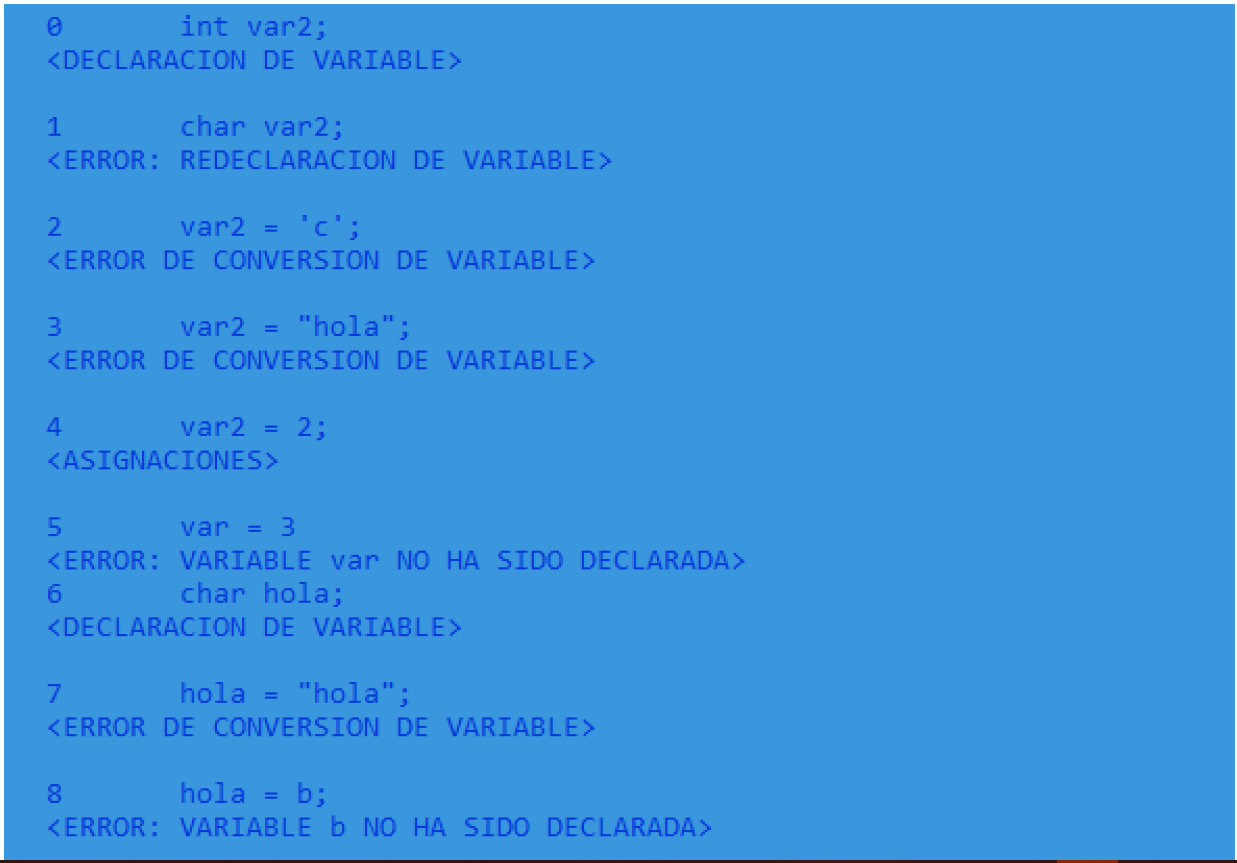 0 int var2;
<DECLARACION DE VARIABLE>
1 char var2;
<ERROR: REDECLARACION DE VARIABLE>
2 var2 = 'c';
<ERROR DE CONVERSION DE VARIABLE>
3 var2 = "hola";
<ERROR DE CONVERSION DE VARIABLE>
4 var2 = 2;
<ASIGNACIONES>
5 var = 3
<ERROR: VARIABLE var NO HA SIDO DECLARADA>
6 char hola;
<DECLARACION DE VARIABLE>
7 hola = "hola";
<ERROR DE CONVERSION DE VARIABLE>
8 hola = b;
<ERROR: VARIABLE b NO HA SIDO DECLARADA>